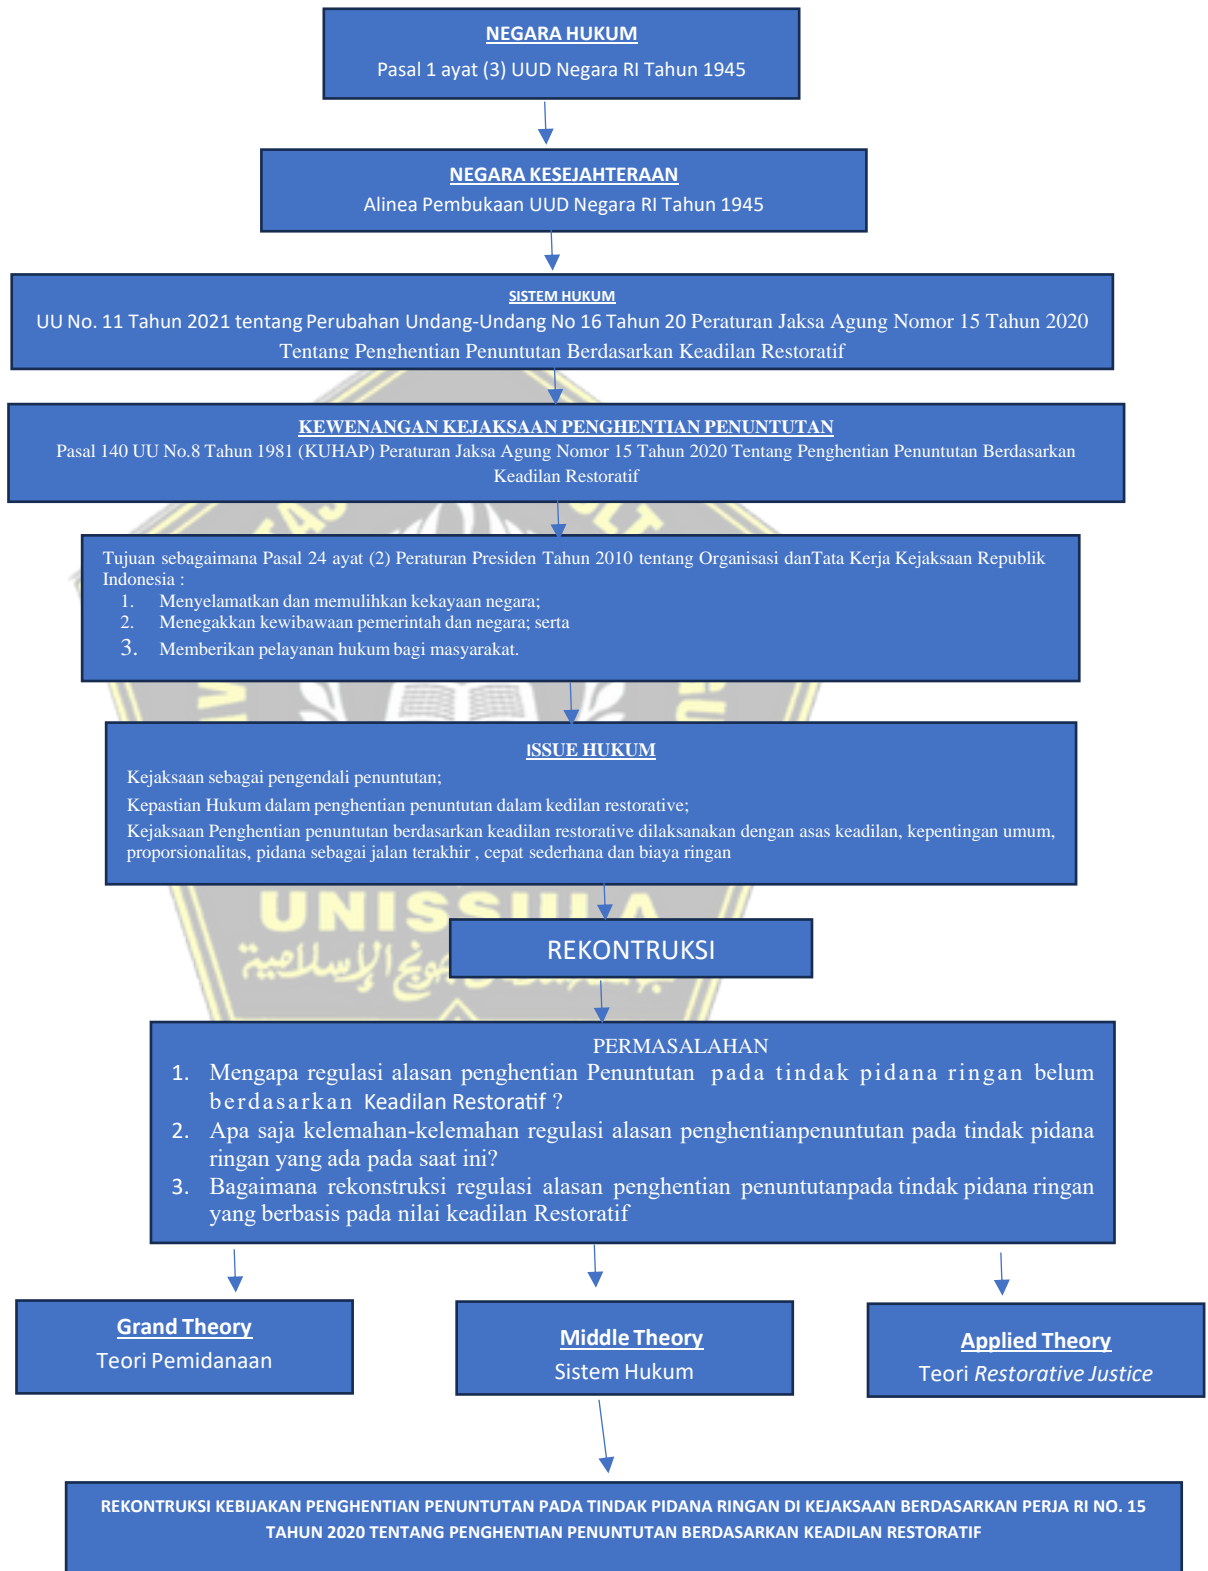 NEGARA HUKUM
Pasal 1 ayat (3) UUD Negara RI Tahun 1945
NEGARA KESEJAHTERAAN
Alinea Pembukaan UUD Negara RI Tahun 1945
SISTEM HUKUM
UU No. 11 Tahun 2021 tentang Perubahan Undang-Undang No 16 Tahun 20 Peraturan Jaksa Agung Nomor 15 Tahun 2020
Tentang Penghentian Penuntutan Berdasarkan Keadilan Restoratif
KEWENANGAN KEJAKSAAN PENGHENTIAN PENUNTUTAN
Pasal 140 UU No.8 Tahun 1981 (KUHAP) Peraturan Jaksa Agung Nomor 15 Tahun 2020 Tentang Penghentian Penuntutan Berdasarkan
Keadilan Restoratif
Tujuan sebagaimana Pasal 24 ayat (2) Peraturan Presiden Tahun 2010 tentang Organisasi danTata Kerja Kejaksaan Republik
Indonesia :
1. Menyelamatkan dan memulihkan kekayaan negara;
2. Menegakkan kewibawaan pemerintah dan negara; serta
3. Memberikan pelayanan hukum bagi masyarakat.
ISSUE HUKUM
Kejaksaan sebagai pengendali penuntutan;
Kepastian Hukum dalam penghentian penuntutan dalam kedilan restorative;
Kejaksaan Penghentian penuntutan berdasarkan keadilan restorative dilaksanakan dengan asas keadilan, kepentingan umum,
proporsionalitas, pidana sebagai jalan terakhir , cepat sederhana dan biaya ringan
UNISSULA
REKONTRUKSI
PERMASALAHAN
1. Mengapa regulasi alasan penghentian Penuntutan pada tindak pidana ringan belum
berdasarkan Keadilan Restoratif ?
2. Apa saja kelemahan-kelemahan regulasi alasan penghentianpenuntutan pada tindak pidana
ringan yang ada pada saat ini?
3. Bagaimana rekonstruksi regulasi alasan penghentian penuntutanpada tindak pidana ringan
yang berbasis pada nilai keadilan Restoratif
Grand Theory
Teori Pemidanaan
Middle Theory
Sistem Hukum
Applied Theory
Teori Restorative Justice
REKONTRUKSI KEBIJAKAN PENGHENTIAN PENUNTUTAN PADA TINDAK PIDANA RINGAN DI KEJAKSAAN BERDASARKAN PERJA RI NO. 15
TAHUN 2020 TENTANG PENGHENTIAN PENUNTUTAN BERDASARKAN KEADILAN RESTORATIF